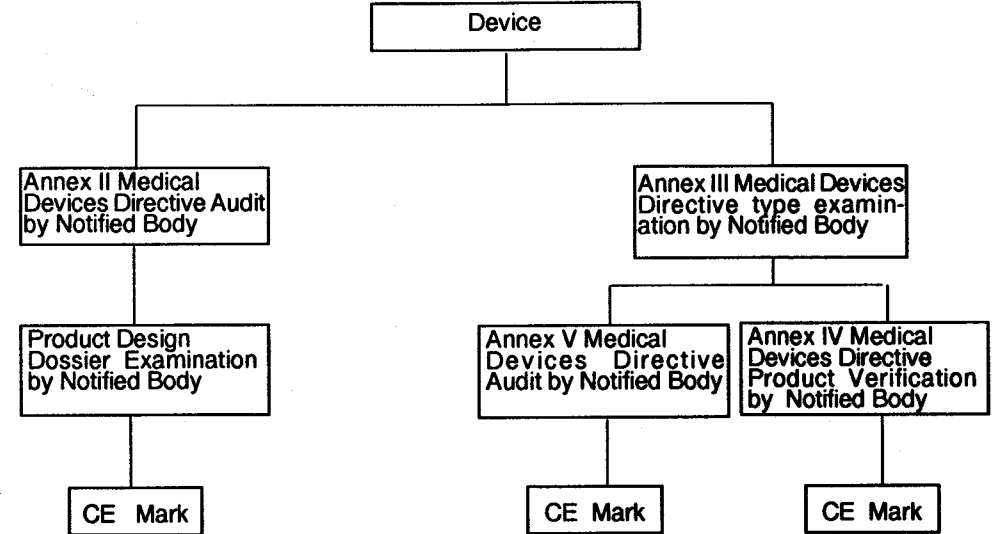 Device
Annex II Medical
Devices Directive Audit
by Notified Body
Annex III Medical Devices
Directive type examin-
ation by Notified Body
Product Design
Dossier Examination
by Notified Body
Annex V Medical
Devices Directive
Audit by Notified Body
Annex IV Medical
Devices Directive
Product Verification
by Notified Body
CE Mark
CE Mark
CE Mark